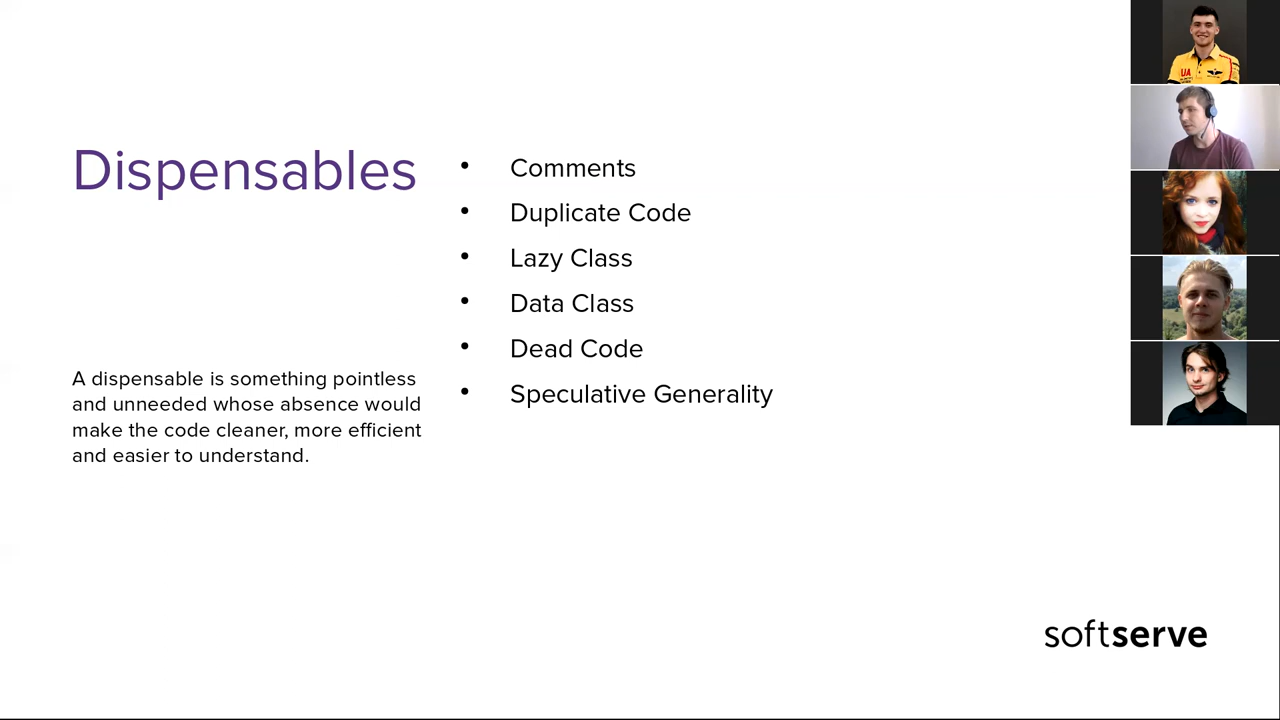 Dispensables
A dispensable is something pointless
and unneeded whose absence would
make the code cleaner, more efficient
and easier to understand.
• Comments
• Duplicate Code
• Lazy Class
• Data Class
• Dead Code
• Speculative Generality
UA
softserve